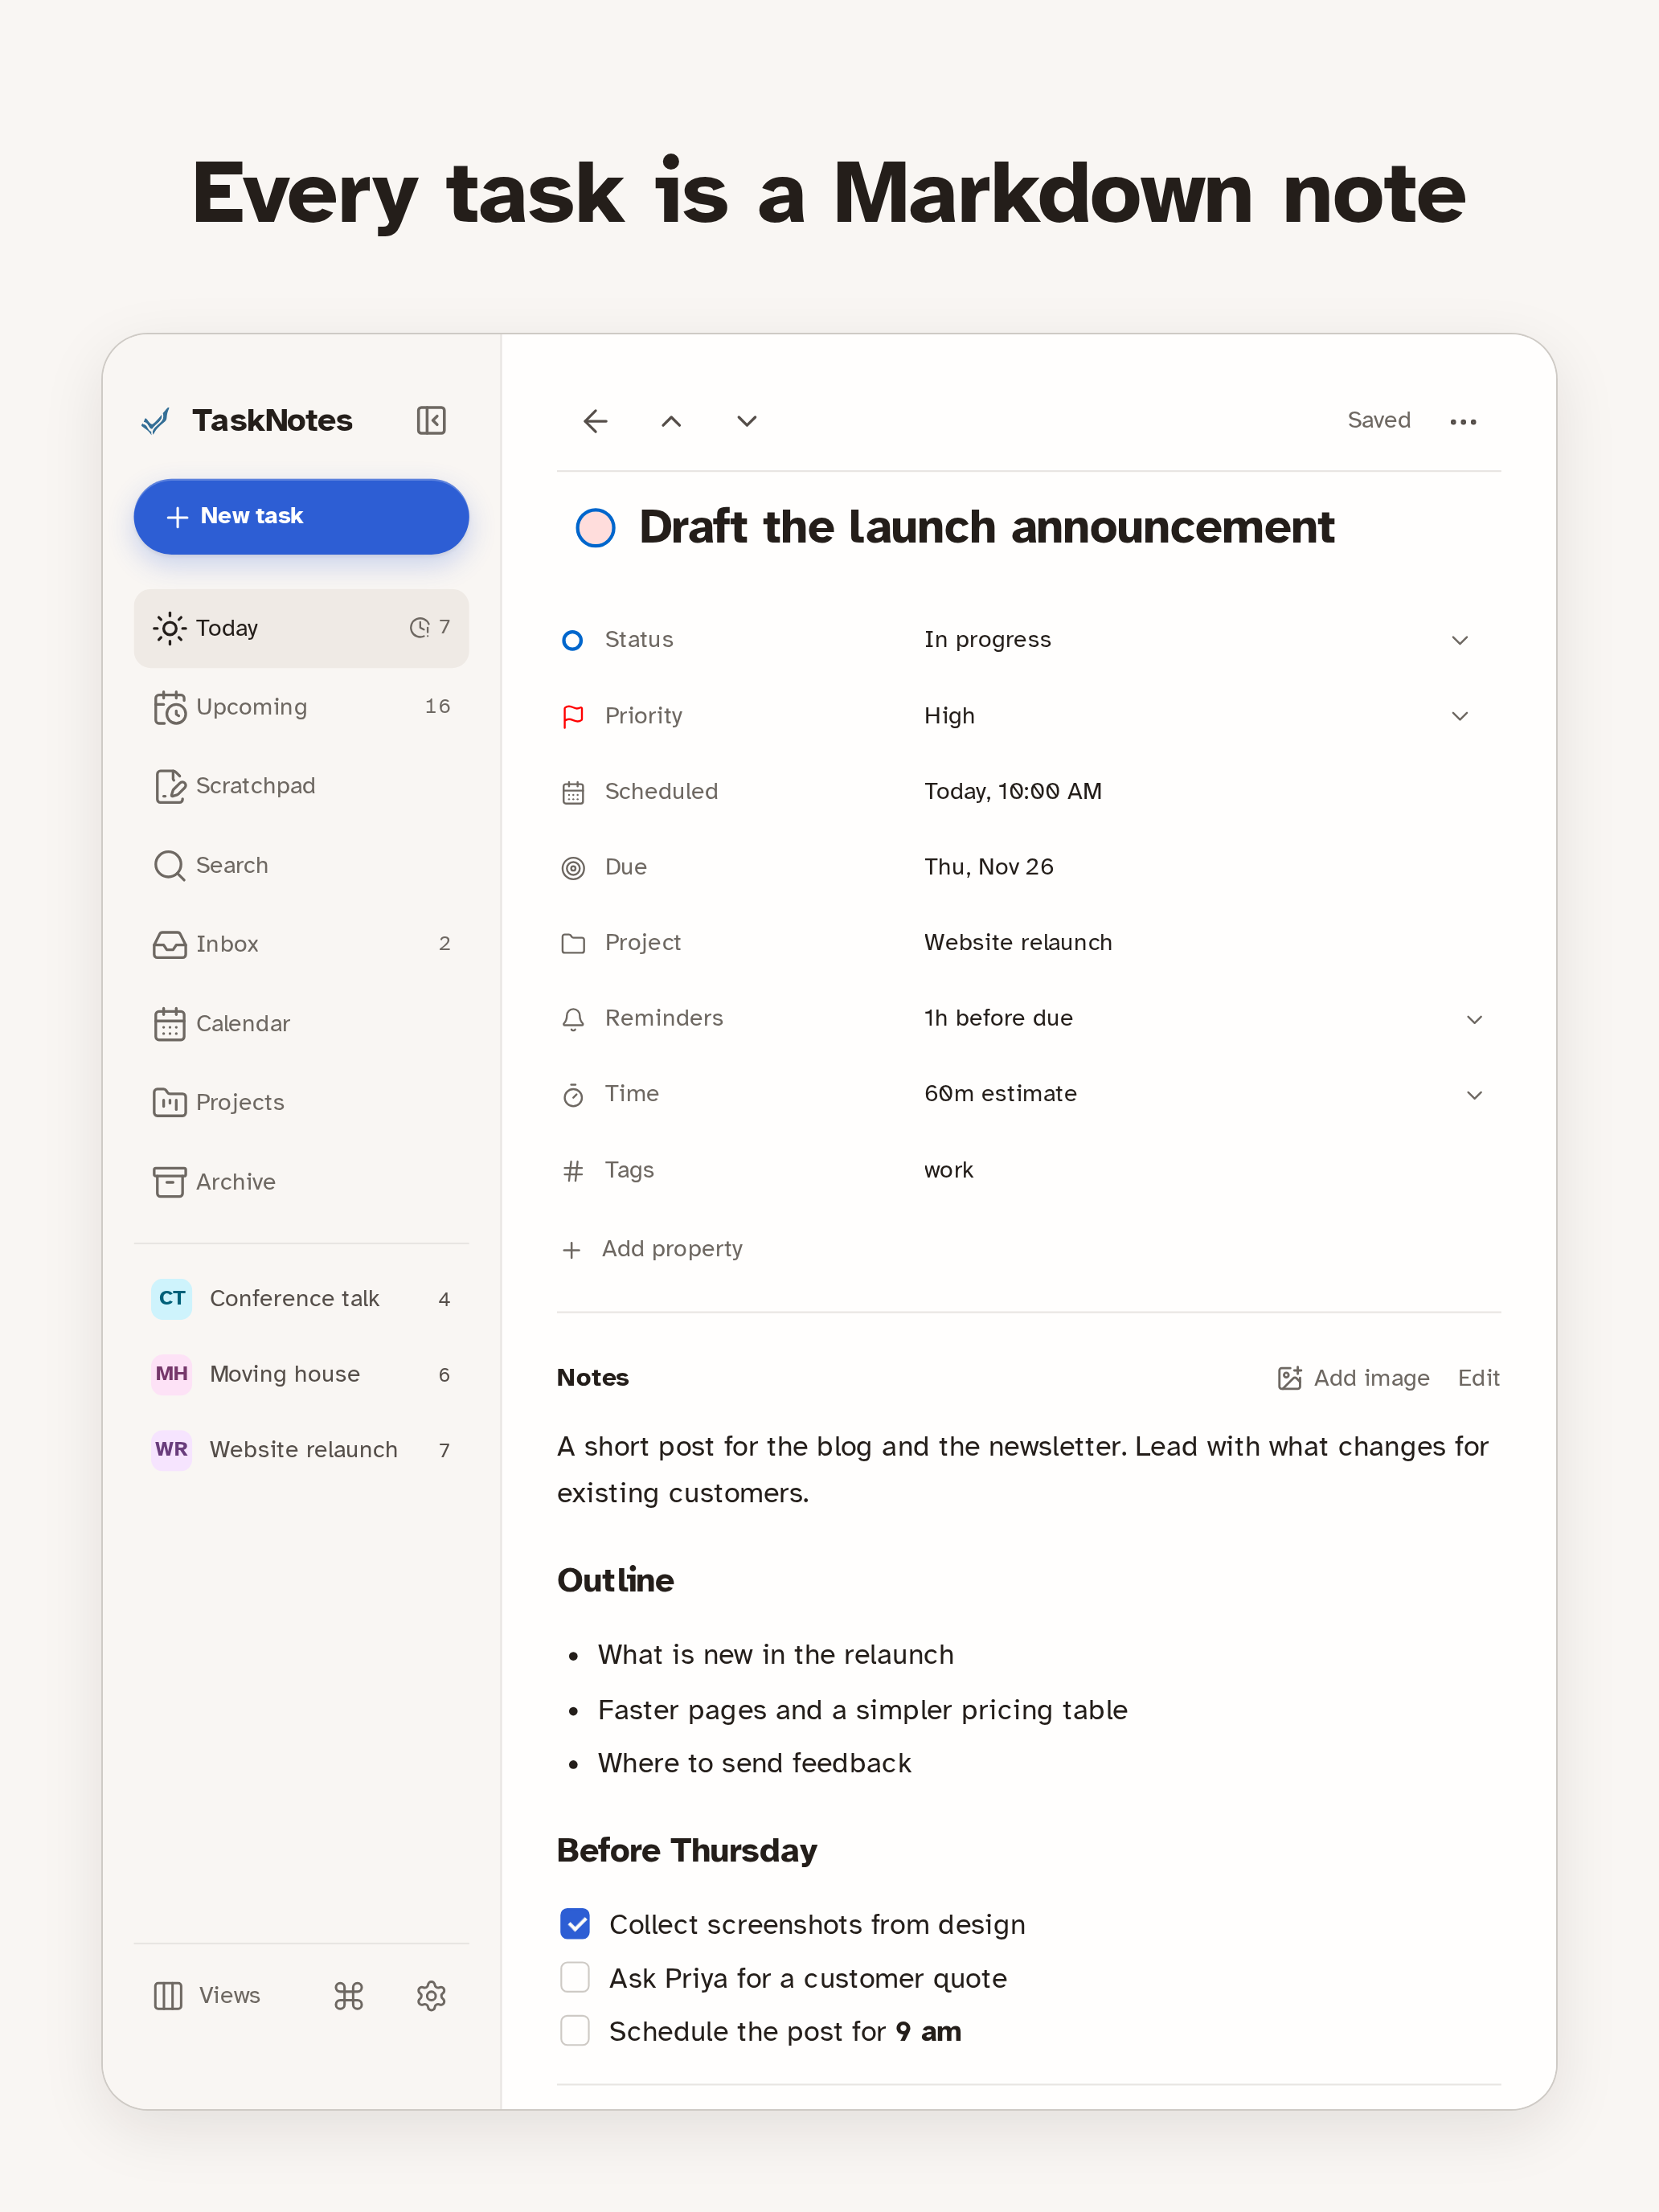 Every task is a Markdown note
TaskNotes
New task
Today 7
Upcoming 16
Scratchpad
Search
Inbox 2
Calendar
Projects
Archive
CT Conference talk 4
MH Moving house 6
WR Website relaunch 7
Views
Saved
Draft the launch announcement
Status In progress
Priority High
Scheduled Today, 10:00 AM
Due Thu, Nov 26
Project Website relaunch
Reminders 1h before due
Time 60m estimate
Tags work
Add property
Notes Add image Edit
A short post for the blog and the newsletter. Lead with what changes for
existing customers.
Outline
• What is new in the relaunch
• Faster pages and a simpler pricing table
• Where to send feedback
Before Thursday
Collect screenshots from design
Ask Priya for a customer quote
Schedule the post for 9 am